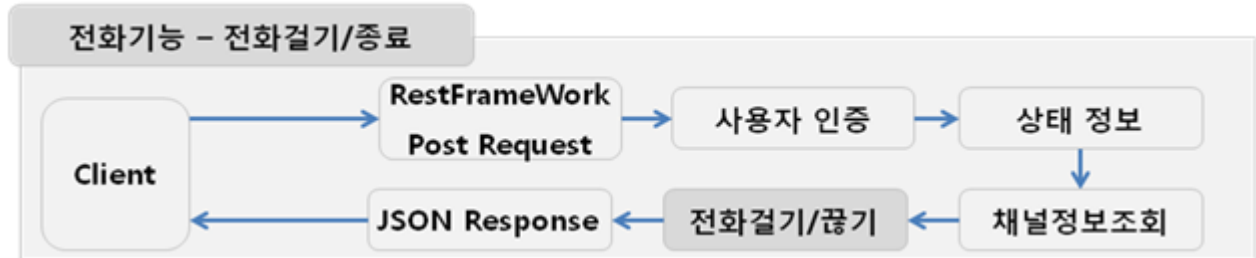 전화기능 – 전화걸기/종료
Client
RestFrameWork
Post Request
사용자 인증
상태 정보
채널정보조회
전화걸기/끊기
JSON Response